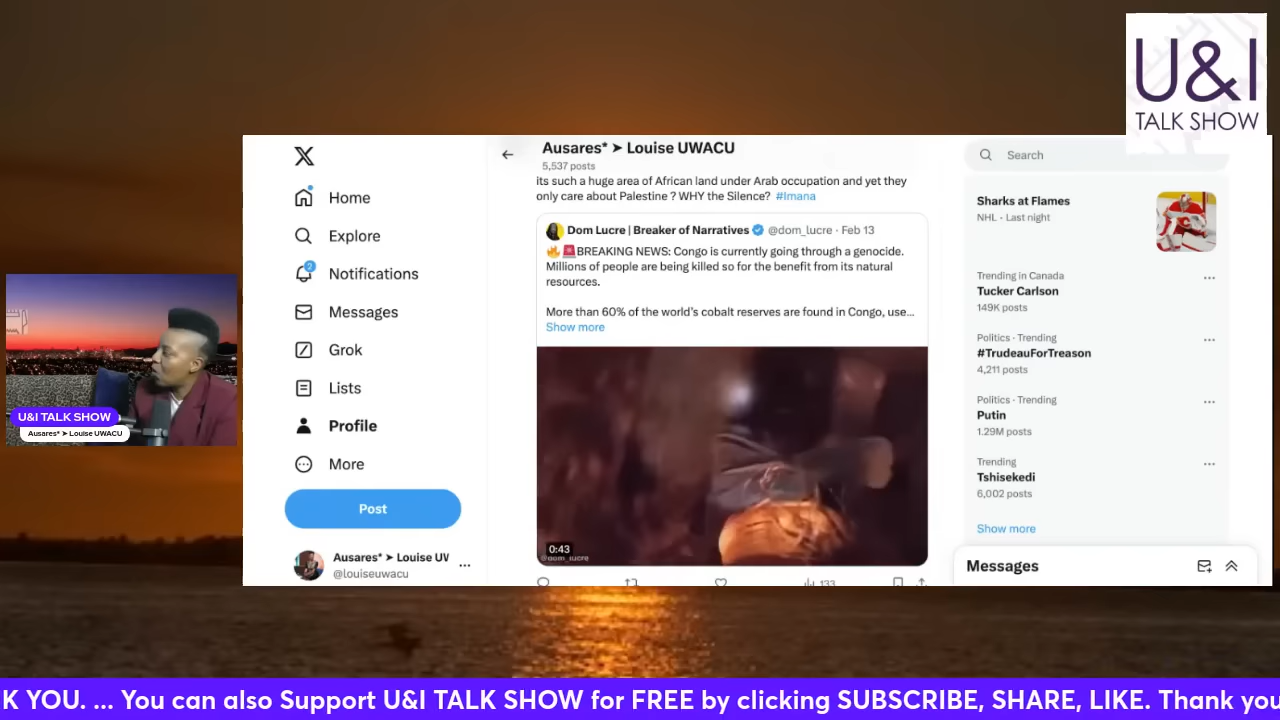 U&I
TALK SHOW
Ausares* ➤ Louise UWACU
5,537 posts
Search
its such a huge area of African land under Arab occupation and yet they
only care about Palestine ? WHY the Silence? #Imana
Home
Explore
2
Notifications
Messages
Grok
Lists
Profile
More
Post
Ausares* ➤ Louise UW
@louiseuwacu
Dom Lucre | Breaker of Narratives @dom_lucre · Feb 13
🔥🚨BREAKING NEWS: Congo is currently going through a genocide.
Millions of people are being killed so for the benefit from its natural
resources.
More than 60% of the world's cobalt reserves are found in Congo, use...
Show more
0:43
@dom_lucre
133
Sharks at Flames
NHL · Last night
Trending in Canada
Tucker Carlson
149K posts
Politics · Trending
#TrudeauForTreason
4,211 posts
Politics · Trending
Putin
1.29M posts
Trending
Tshisekedi
6,002 posts
Show more
Messages
U&I TALK SHOW
Ausares* ➤ Louise UWACU
K YOU. ... You can also Support U&I TALK SHOW for FREE by clicking SUBSCRIBE, SHARE, LIKE. Thank you